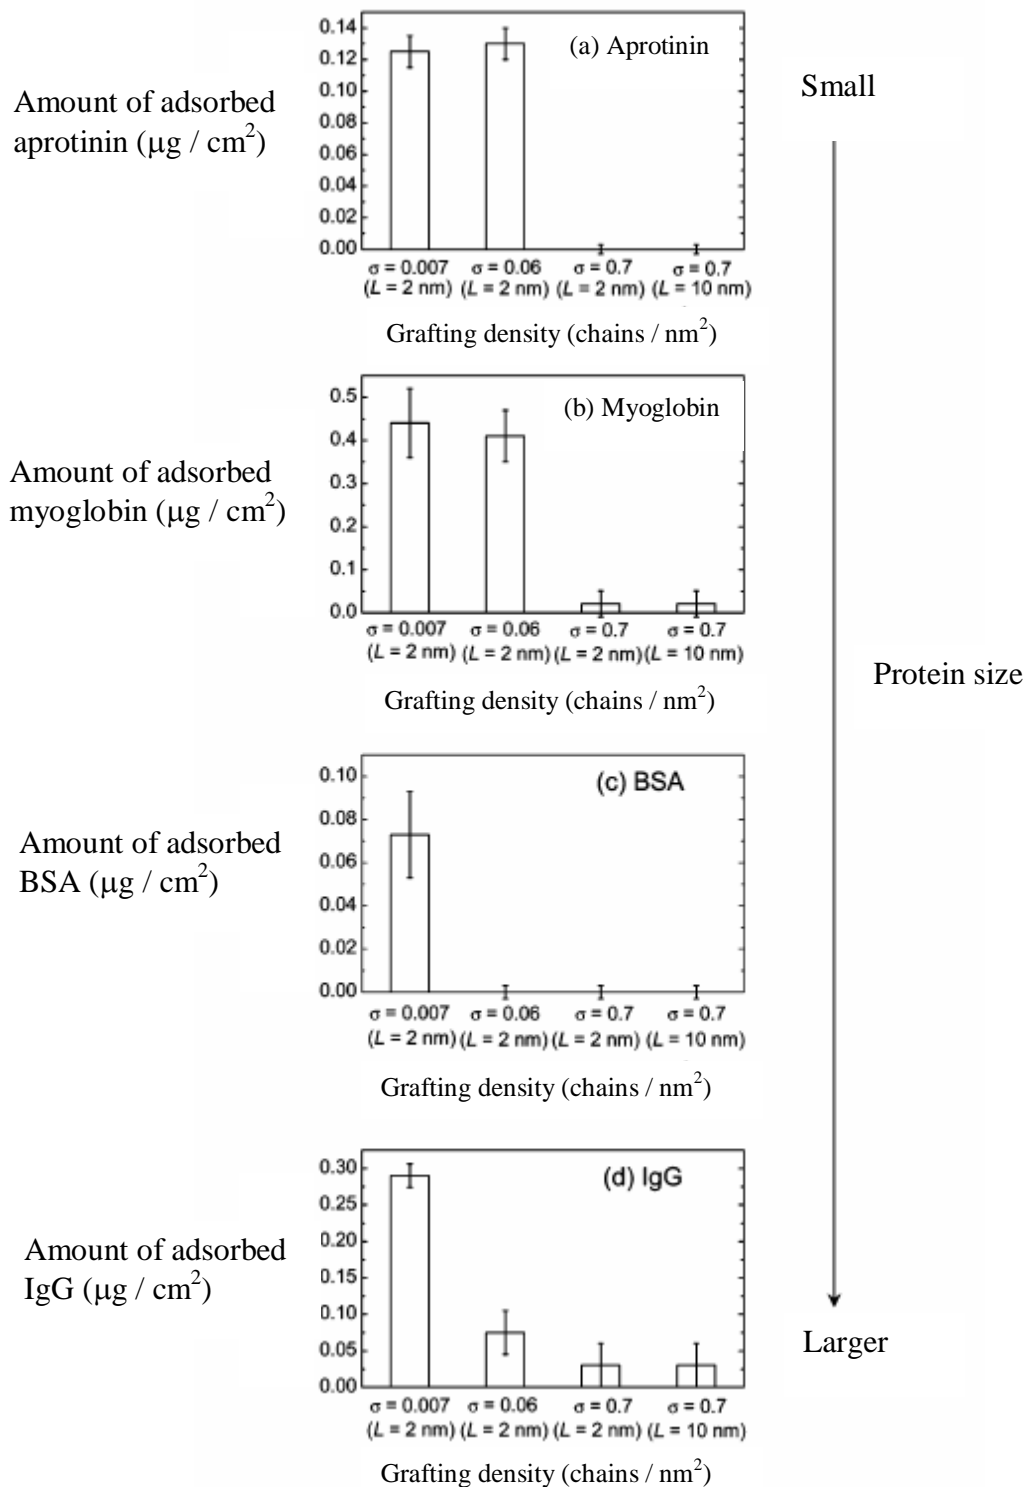 0.14
0.12
0.10
0.08
0.06
0.04
0.02
0.00
(a) Aprotinin
Small
Amount of adsorbed
aprotinin (μg / cm²)
σ = 0.007 σ = 0.06 σ = 0.7 σ = 0.7
(L = 2 nm) (L = 2 nm) (L = 2 nm) (L = 10 nm)
Grafting density (chains / nm²)
0.5
0.4
0.3
0.2
0.1
0.0
(b) Myoglobin
Amount of adsorbed
myoglobin (μg / cm²)
σ = 0.007 σ = 0.06 σ = 0.7 σ = 0.7
(L = 2 nm) (L = 2 nm) (L = 2 nm) (L = 10 nm)
Grafting density (chains / nm²)
Protein size
0.10
0.08
0.06
0.04
0.02
0.00
(c) BSA
Amount of adsorbed
BSA (μg / cm²)
σ = 0.007 σ = 0.06 σ = 0.7 σ = 0.7
(L = 2 nm) (L = 2 nm) (L = 2 nm) (L = 10 nm)
Grafting density (chains / nm²)
0.30
0.25
0.20
0.15
0.10
0.05
0.00
(d) IgG
Amount of adsorbed
IgG (μg / cm²)
Larger
σ = 0.007 σ = 0.06 σ = 0.7 σ = 0.7
(L = 2 nm) (L = 2 nm) (L = 2 nm) (L = 10 nm)
Grafting density (chains / nm²)